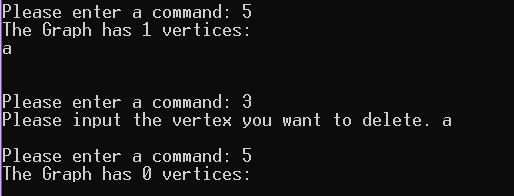 Please enter a command: 5
The Graph has 1 vertices:
a
Please enter a command: 3
Please input the vertex you want to delete. a
Please enter a command: 5
The Graph has 0 vertices: